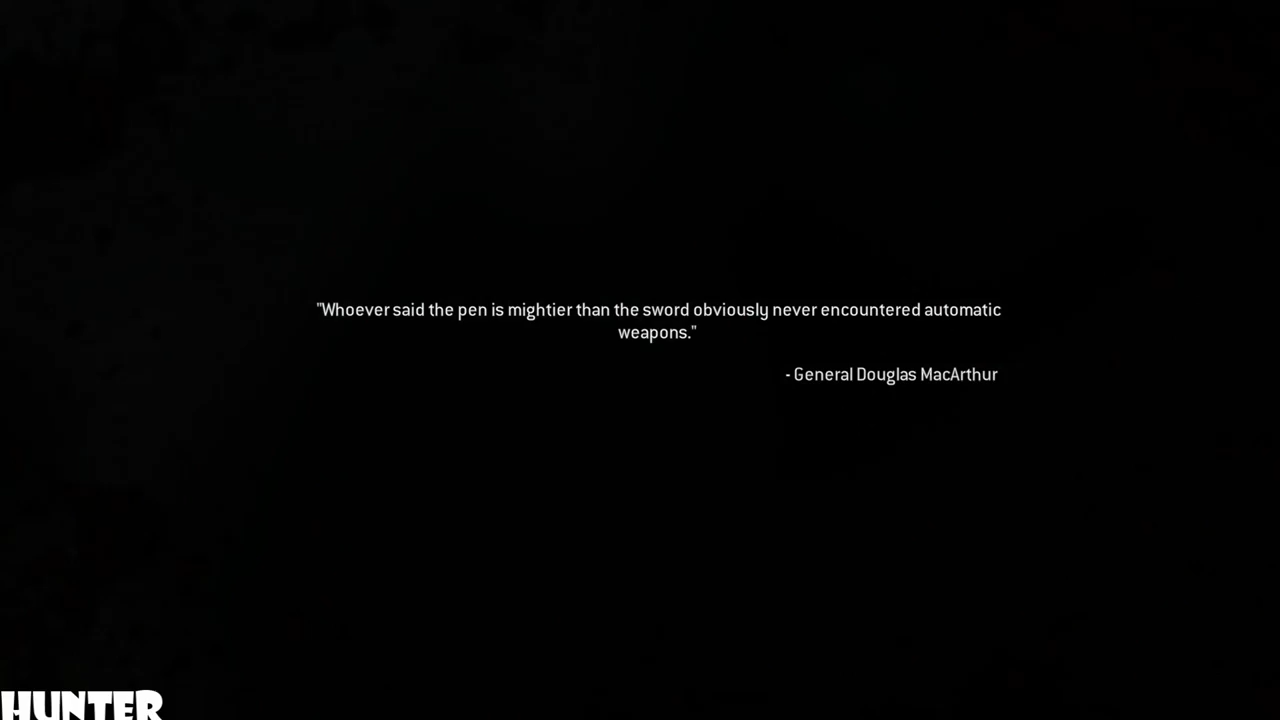 "Whoever said the pen is mightier than the sword obviously never encountered automatic
weapons."
- General Douglas MacArthur
HUNTER